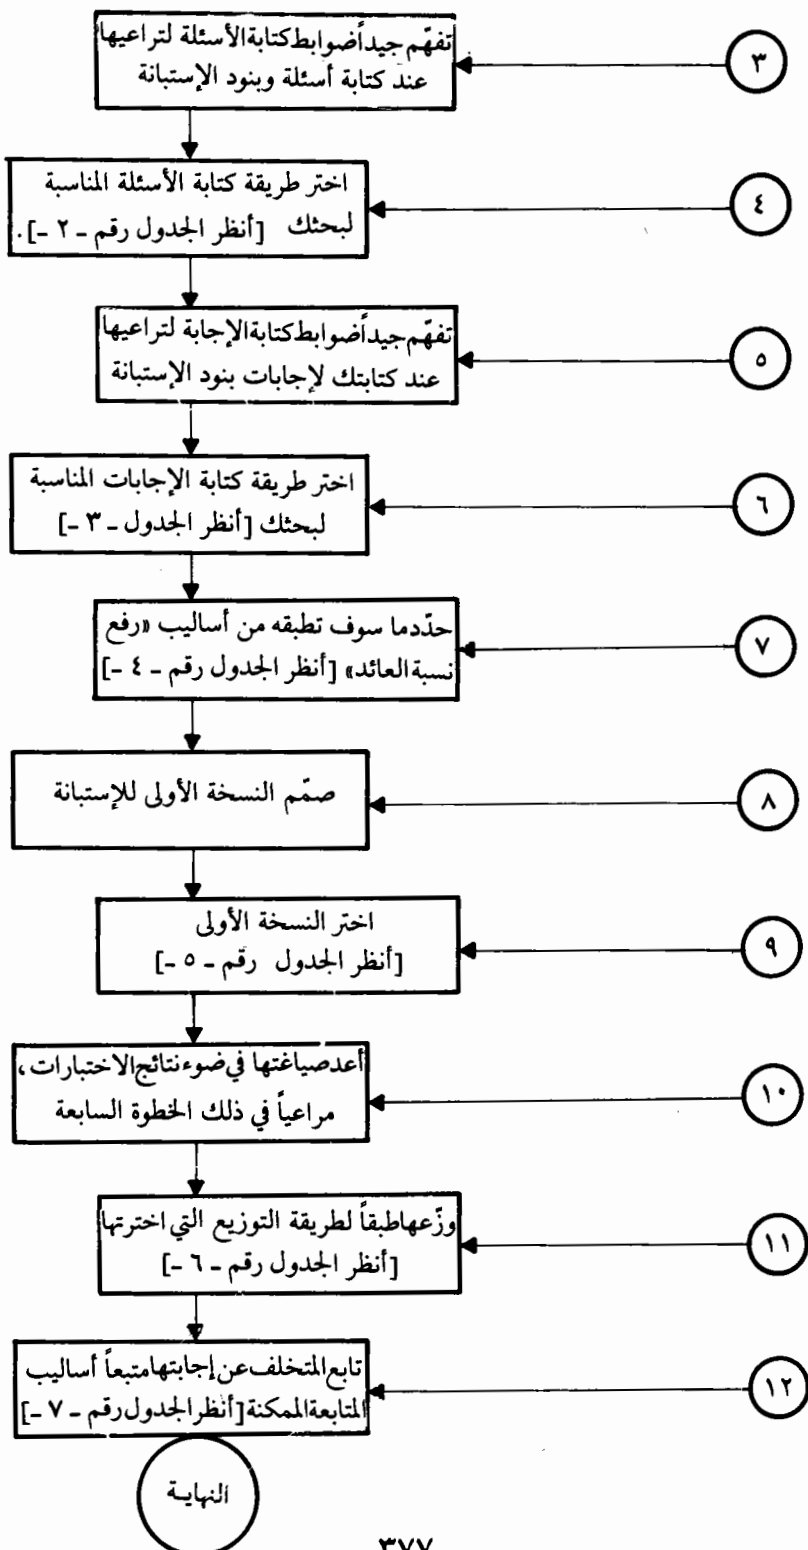 ٣
تفهّم جيداً ضوابط كتابة الأسئلة لتراعيها
عند كتابة أسئلة وبنود الإستبانة
٤
اختر طريقة كتابة الأسئلة المناسبة
لبحثك [أنظر الجدول رقم - ٢ -].
٥
تفهّم جيداً ضوابط كتابة الإجابة لتراعيها
عند كتابتك لإجابات بنود الإستبانة
٦
اختر طريقة كتابة الإجابات المناسبة
لبحثك [أنظر الجدول - ٣ -]
٧
حدّد ما سوف تطبقه من أساليب «رفع
نسبة العائد» [أنظر الجدول رقم - ٤ -]
٨
صمّم النسخة الأولى للإستبانة
٩
اختر النسخة الأولى
[أنظر الجدول رقم - ٥ -]
١٠
أعد صياغتها في ضوء نتائج الاختبارات،
مراعياً في ذلك الخطوة السابعة
١١
وزّعها طبقاً لطريقة التوزيع التي اخترتها
[أنظر الجدول رقم - ٦ -]
١٢
تابع المتخلف عن إجابتها متبعاً أساليب
المتابعة الممكنة [أنظر الجدول رقم - ٧ -]
النهايـة
٣٧٧